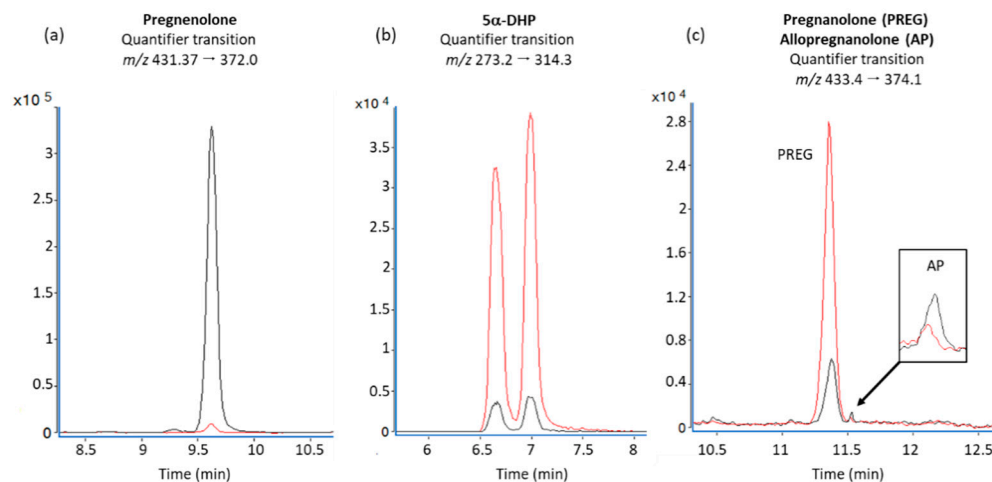 (a)
Pregnenolone
Quantifier transition
m/z 431.37 → 372.0
x10 5
3
2.5
2
1.5
1
0.5
0
8.5 9 9.5 10 10.5
Time (min)
(b)
5α-DHP
Quantifier transition
m/z 273.2 → 314.3
x10 4
4
3.5
3
2.5
2
1.5
1
0.5
0
6 6.5 7 7.5 8
Time (min)
(c)
Pregnanolone (PREG)
Allopregnanolone (AP)
Quantifier transition
m/z 433.4 → 374.1
x10 4
2.8
2.4
2
1.6
1.2
0.8
0.4
0
PREG
AP
10.5 11 11.5 12 12.5
Time (min)